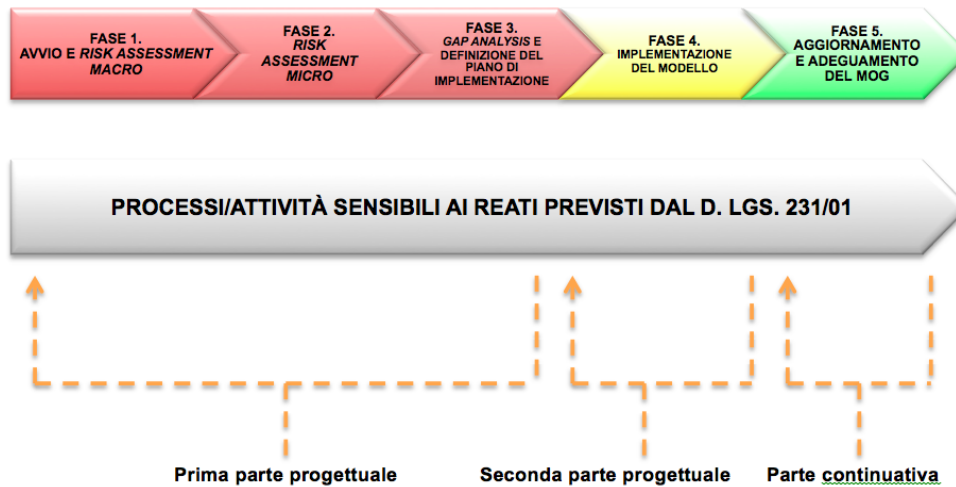 FASE 1.
AVVIO E RISK ASSESSMENT
MACRO
FASE 2.
RISK
ASSESSMENT
MICRO
FASE 3.
GAP ANALYSIS E
DEFINIZIONE DEL
PIANO DI
IMPLEMENTAZIONE
FASE 4.
IMPLEMENTAZIONE
DEL MODELLO
FASE 5.
AGGIORNAMENTO
E ADEGUAMENTO
DEL MOG
PROCESSI/ATTIVITÀ SENSIBILI AI REATI PREVISTI DAL D. LGS. 231/01
Prima parte progettuale
Seconda parte progettuale
Parte continuativa